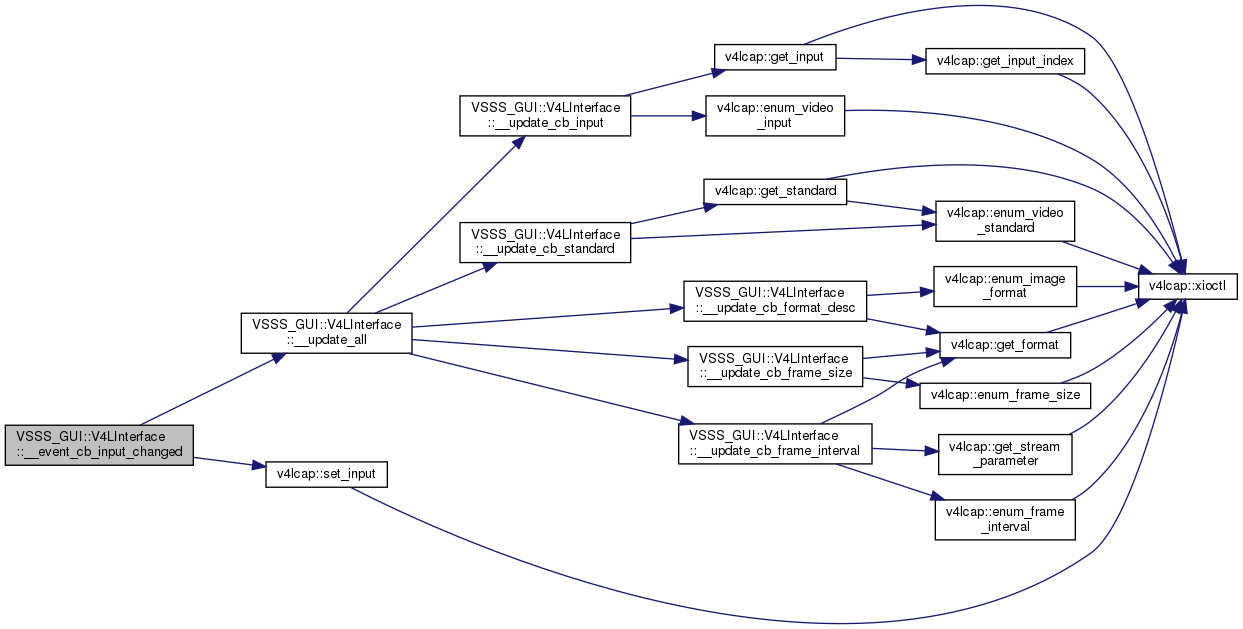 v4lcap::get_input
v4lcap::get_input_index
VSSS_GUI::V4LInterface
::__update_cb_input
v4lcap::enum_video
_input
v4lcap::get_standard
v4lcap::enum_video
_standard
VSSS_GUI::V4LInterface
::__update_cb_standard
v4lcap::enum_image
_format
v4lcap::xioctl
VSSS_GUI::V4LInterface
::__update_cb_format_desc
VSSS_GUI::V4LInterface
::__update_all
v4lcap::get_format
VSSS_GUI::V4LInterface
::__update_cb_frame_size
v4lcap::enum_frame_size
VSSS_GUI::V4LInterface
::__event_cb_input_changed
VSSS_GUI::V4LInterface
::__update_cb_frame_interval
v4lcap::get_stream
_parameter
v4lcap::set_input
v4lcap::enum_frame
_interval